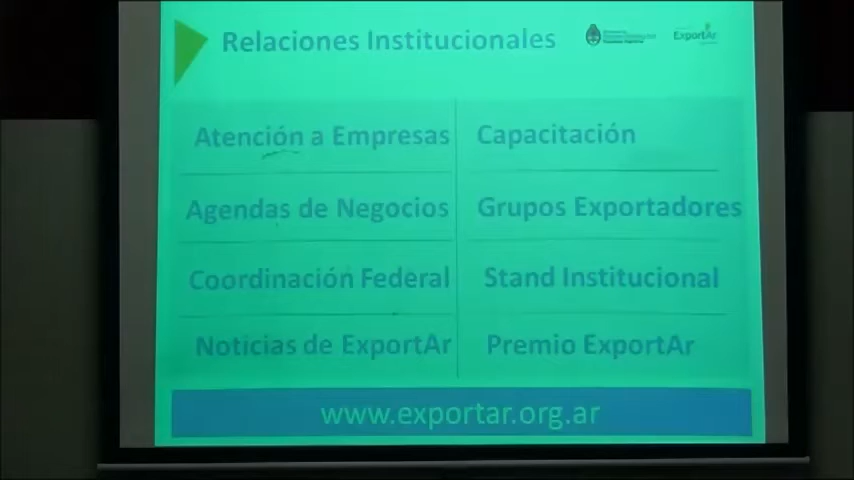 Relaciones Institucionales
ExportAr
Atención a Empresas
Capacitación
Agendas de Negocios
Grupos Exportadores
Coordinación Federal
Stand Institucional
Noticias de ExportAr
Premio ExportAr
www.exportar.org.ar